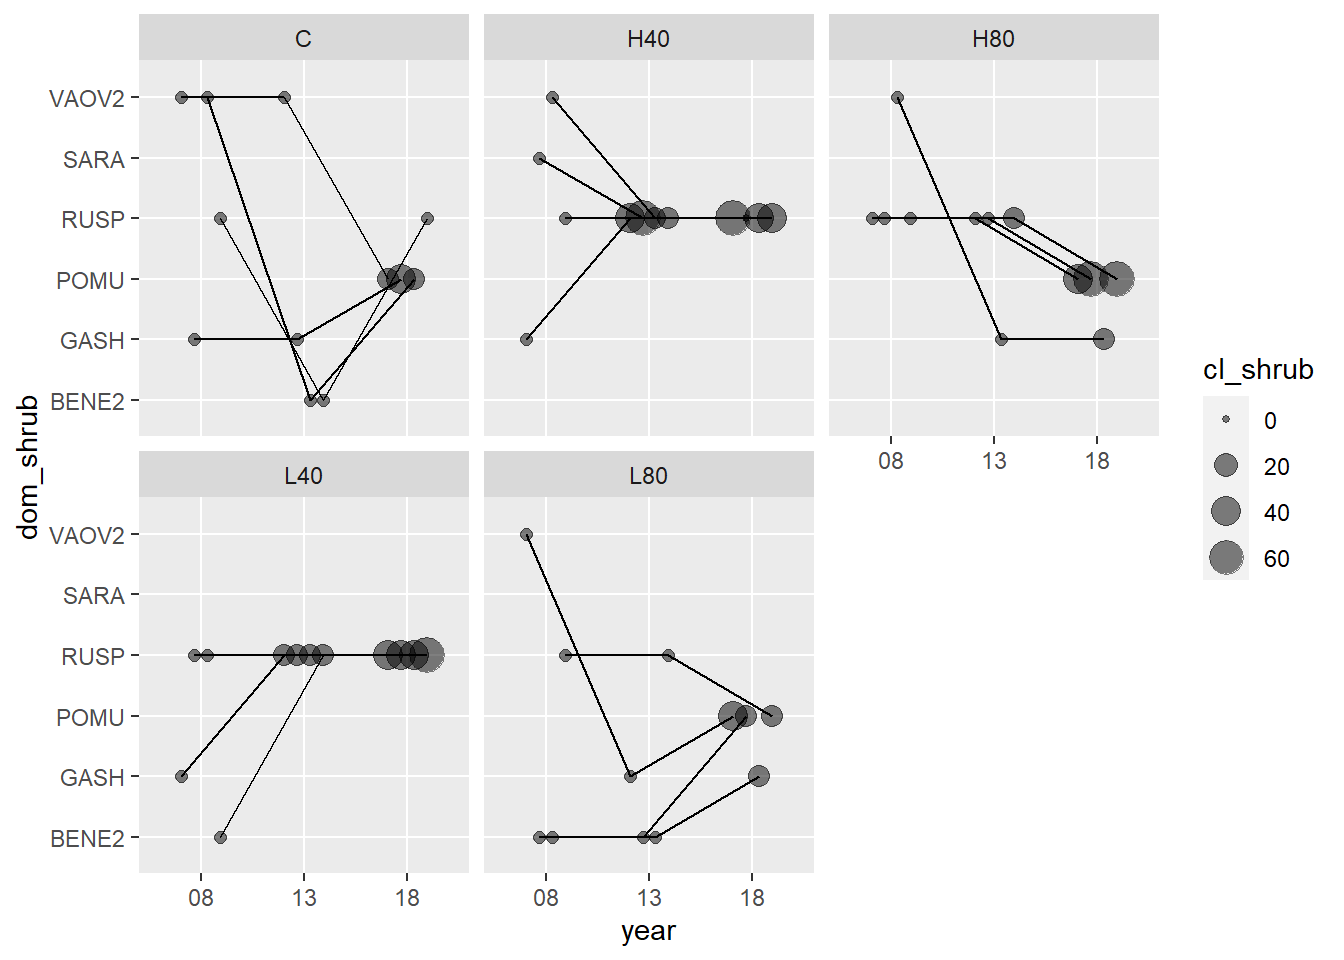 C
H40
H80
VAOV2
SARA
RUSP
POMU
GASH
BENE2
08 13 18
L40
L80
VAOV2
SARA
RUSP
POMU
GASH
BENE2
08 13 18
08 13 18
year
dom_shrub
cl_shrub
0
20
40
60